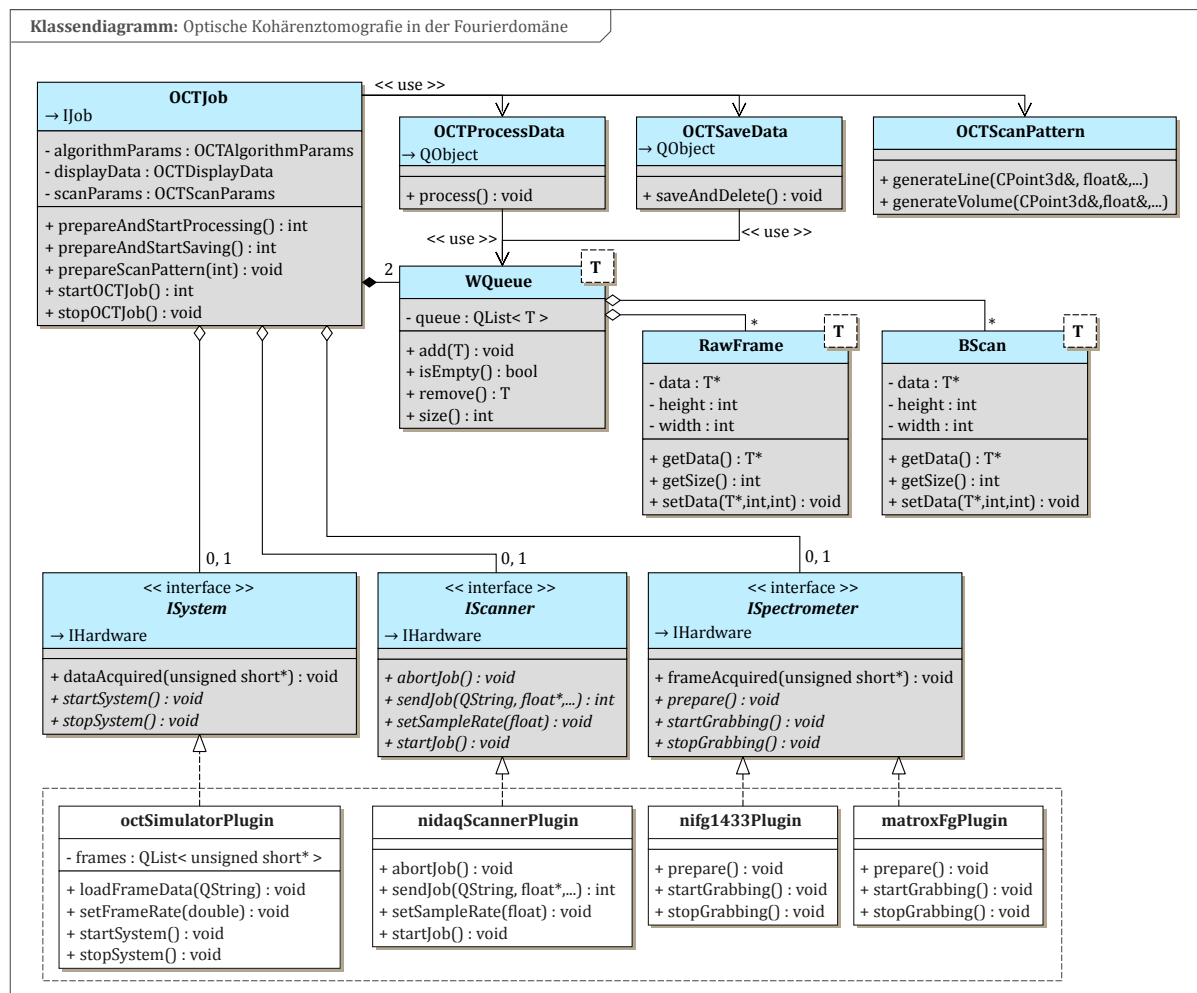 Klassendiagramm: Optische Kohärenztomografie in der Fourierdomäne
OCTJob
→ IJob
- algorithmParams : OCTAlgorithmParams
- displayData : OCTDisplayData
- scanParams : OCTScanParams
+ prepareAndStartProcessing() : int
+ prepareAndStartSaving() : int
+ prepareScanPattern(int) : void
+ startOCTJob() : int
+ stopOCTJob() : void
<< use >>
OCTProcessData
→ QObject
+ process() : void
OCTSaveData
→ QObject
+ saveAndDelete() : void
OCTScanPattern
+ generateLine(CPoint3d&, float&,...)
+ generateVolume(CPoint3d&,float&,...)
<< use >>
<< use >>
2
WQueue
T
- queue : QList< T >
+ add(T) : void
+ isEmpty() : bool
+ remove() : T
+ size() : int
*
RawFrame
T
- data : T*
- height : int
- width : int
+ getData() : T*
+ getSize() : int
+ setData(T*,int,int) : void
*
BScan
T
- data : T*
- height : int
- width : int
+ getData() : T*
+ getSize() : int
+ setData(T*,int,int) : void
0, 1
<< interface >>
ISystem
→ IHardware
+ dataAcquired(unsigned short*) : void
+ startSystem() : void
+ stopSystem() : void
0, 1
<< interface >>
IScanner
→ IHardware
+ abortJob() : void
+ sendJob(QString, float*,...) : int
+ setSampleRate(float) : void
+ startJob() : void
0, 1
<< interface >>
ISpectrometer
→ IHardware
+ frameAcquired(unsigned short*) : void
+ prepare() : void
+ startGrabbing() : void
+ stopGrabbing() : void
octSimulatorPlugin
- frames : QList< unsigned short* >
+ loadFrameData(QString) : void
+ setFrameRate(double) : void
+ startSystem() : void
+ stopSystem() : void
nidaqScannerPlugin
+ abortJob() : void
+ sendJob(QString, float*,...) : int
+ setSampleRate(float) : void
+ startJob() : void
nifg1433Plugin
+ prepare() : void
+ startGrabbing() : void
+ stopGrabbing() : void
matroxFgPlugin
+ prepare() : void
+ startGrabbing() : void
+ stopGrabbing() : void